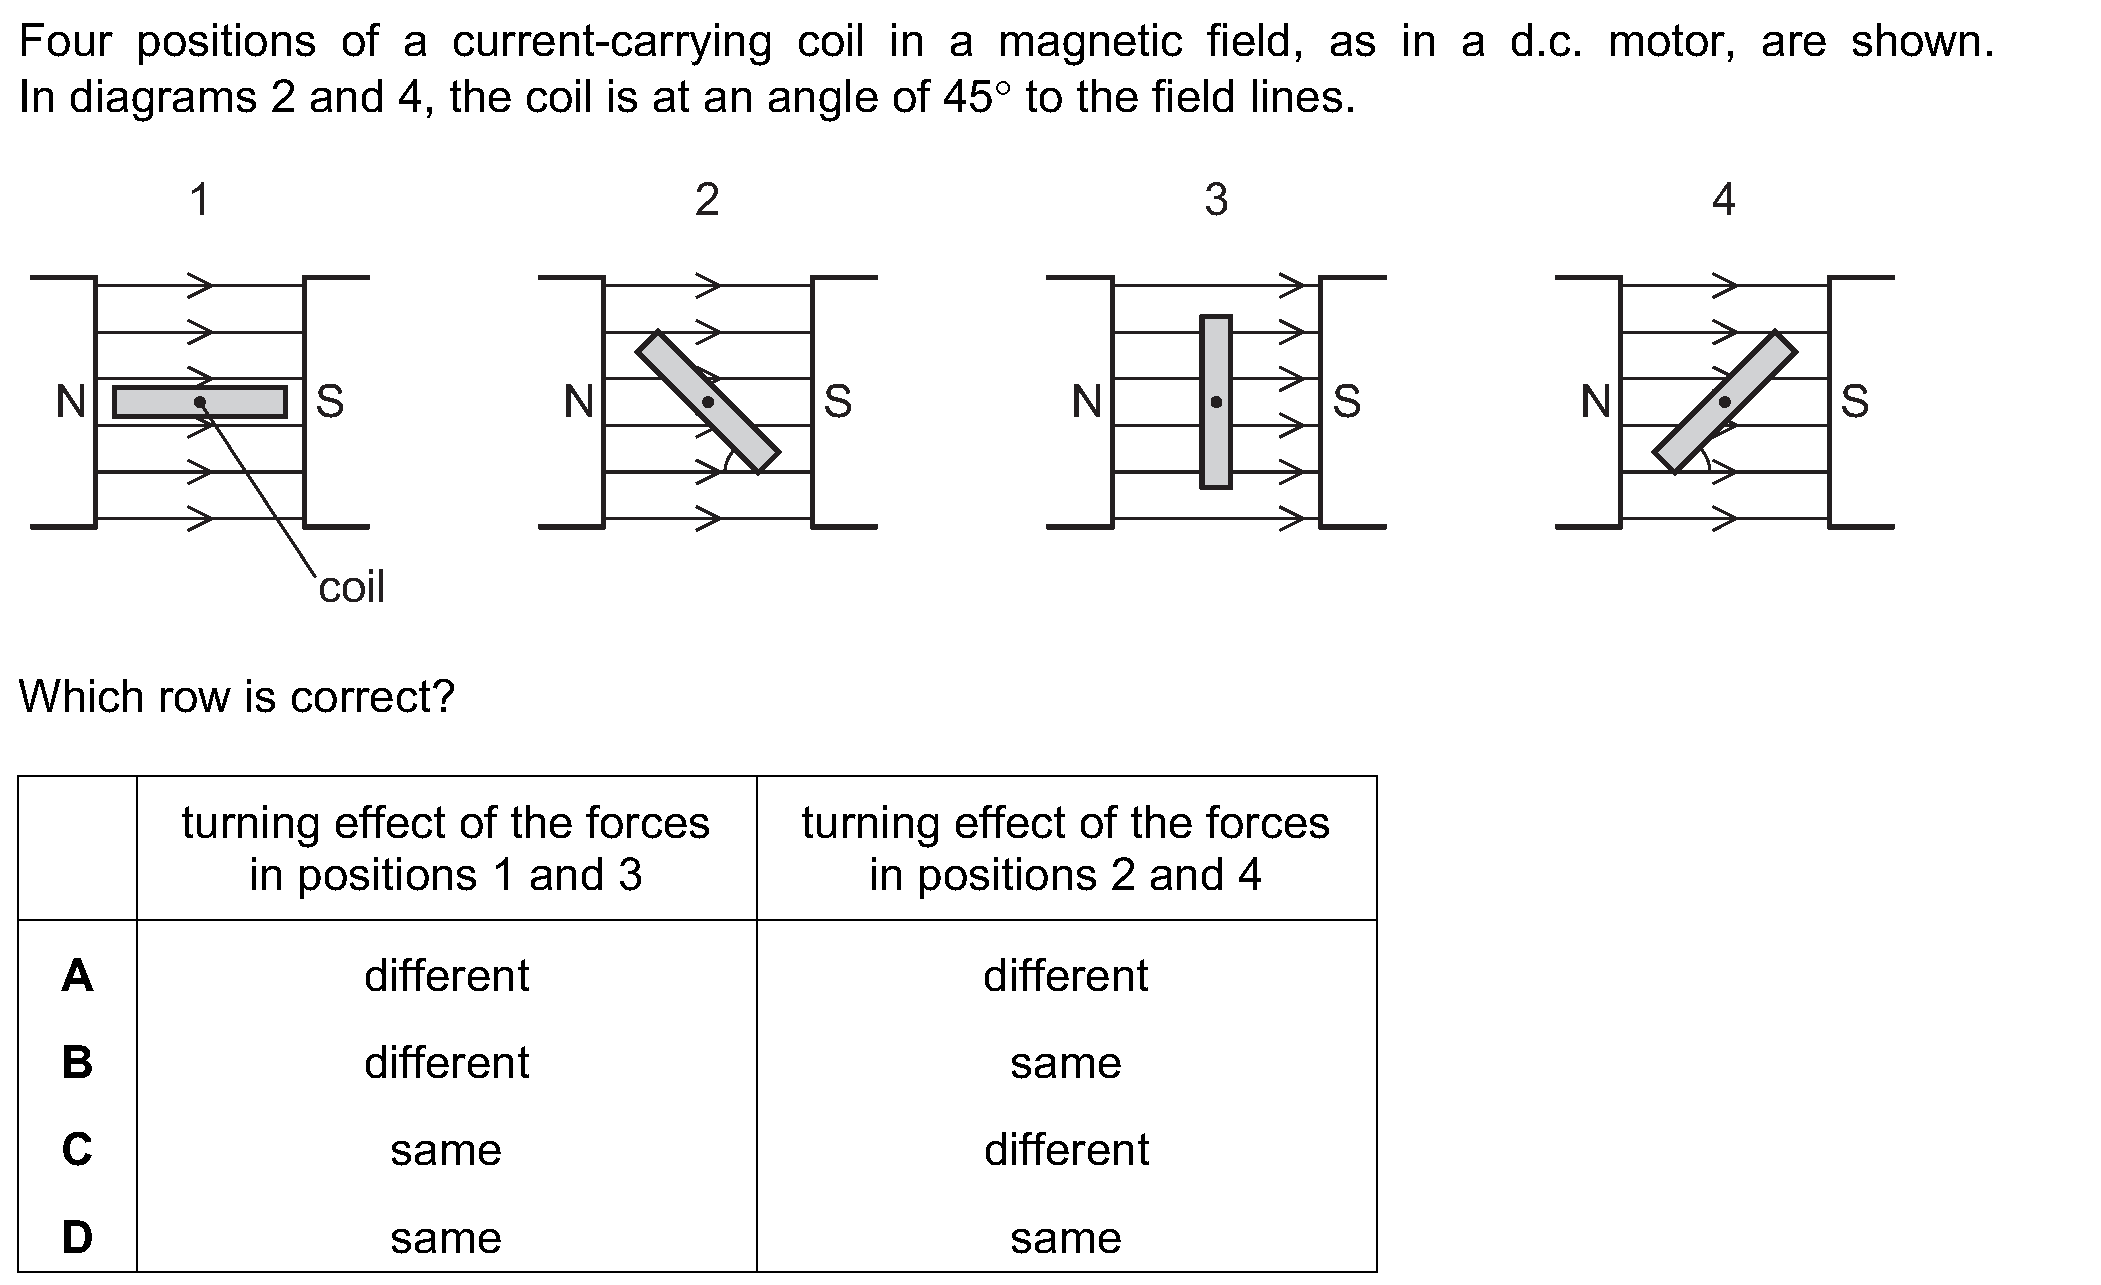 Four positions of a current-carrying coil in a magnetic field, as in a d.c. motor, are shown.
In diagrams 2 and 4, the coil is at an angle of 45° to the field lines.
1 2 3 4
N S N S N S N S
coil
Which row is correct?
turning effect of the forces in positions 1 and 3
turning effect of the forces in positions 2 and 4
A different different
B different same
C same different
D same same